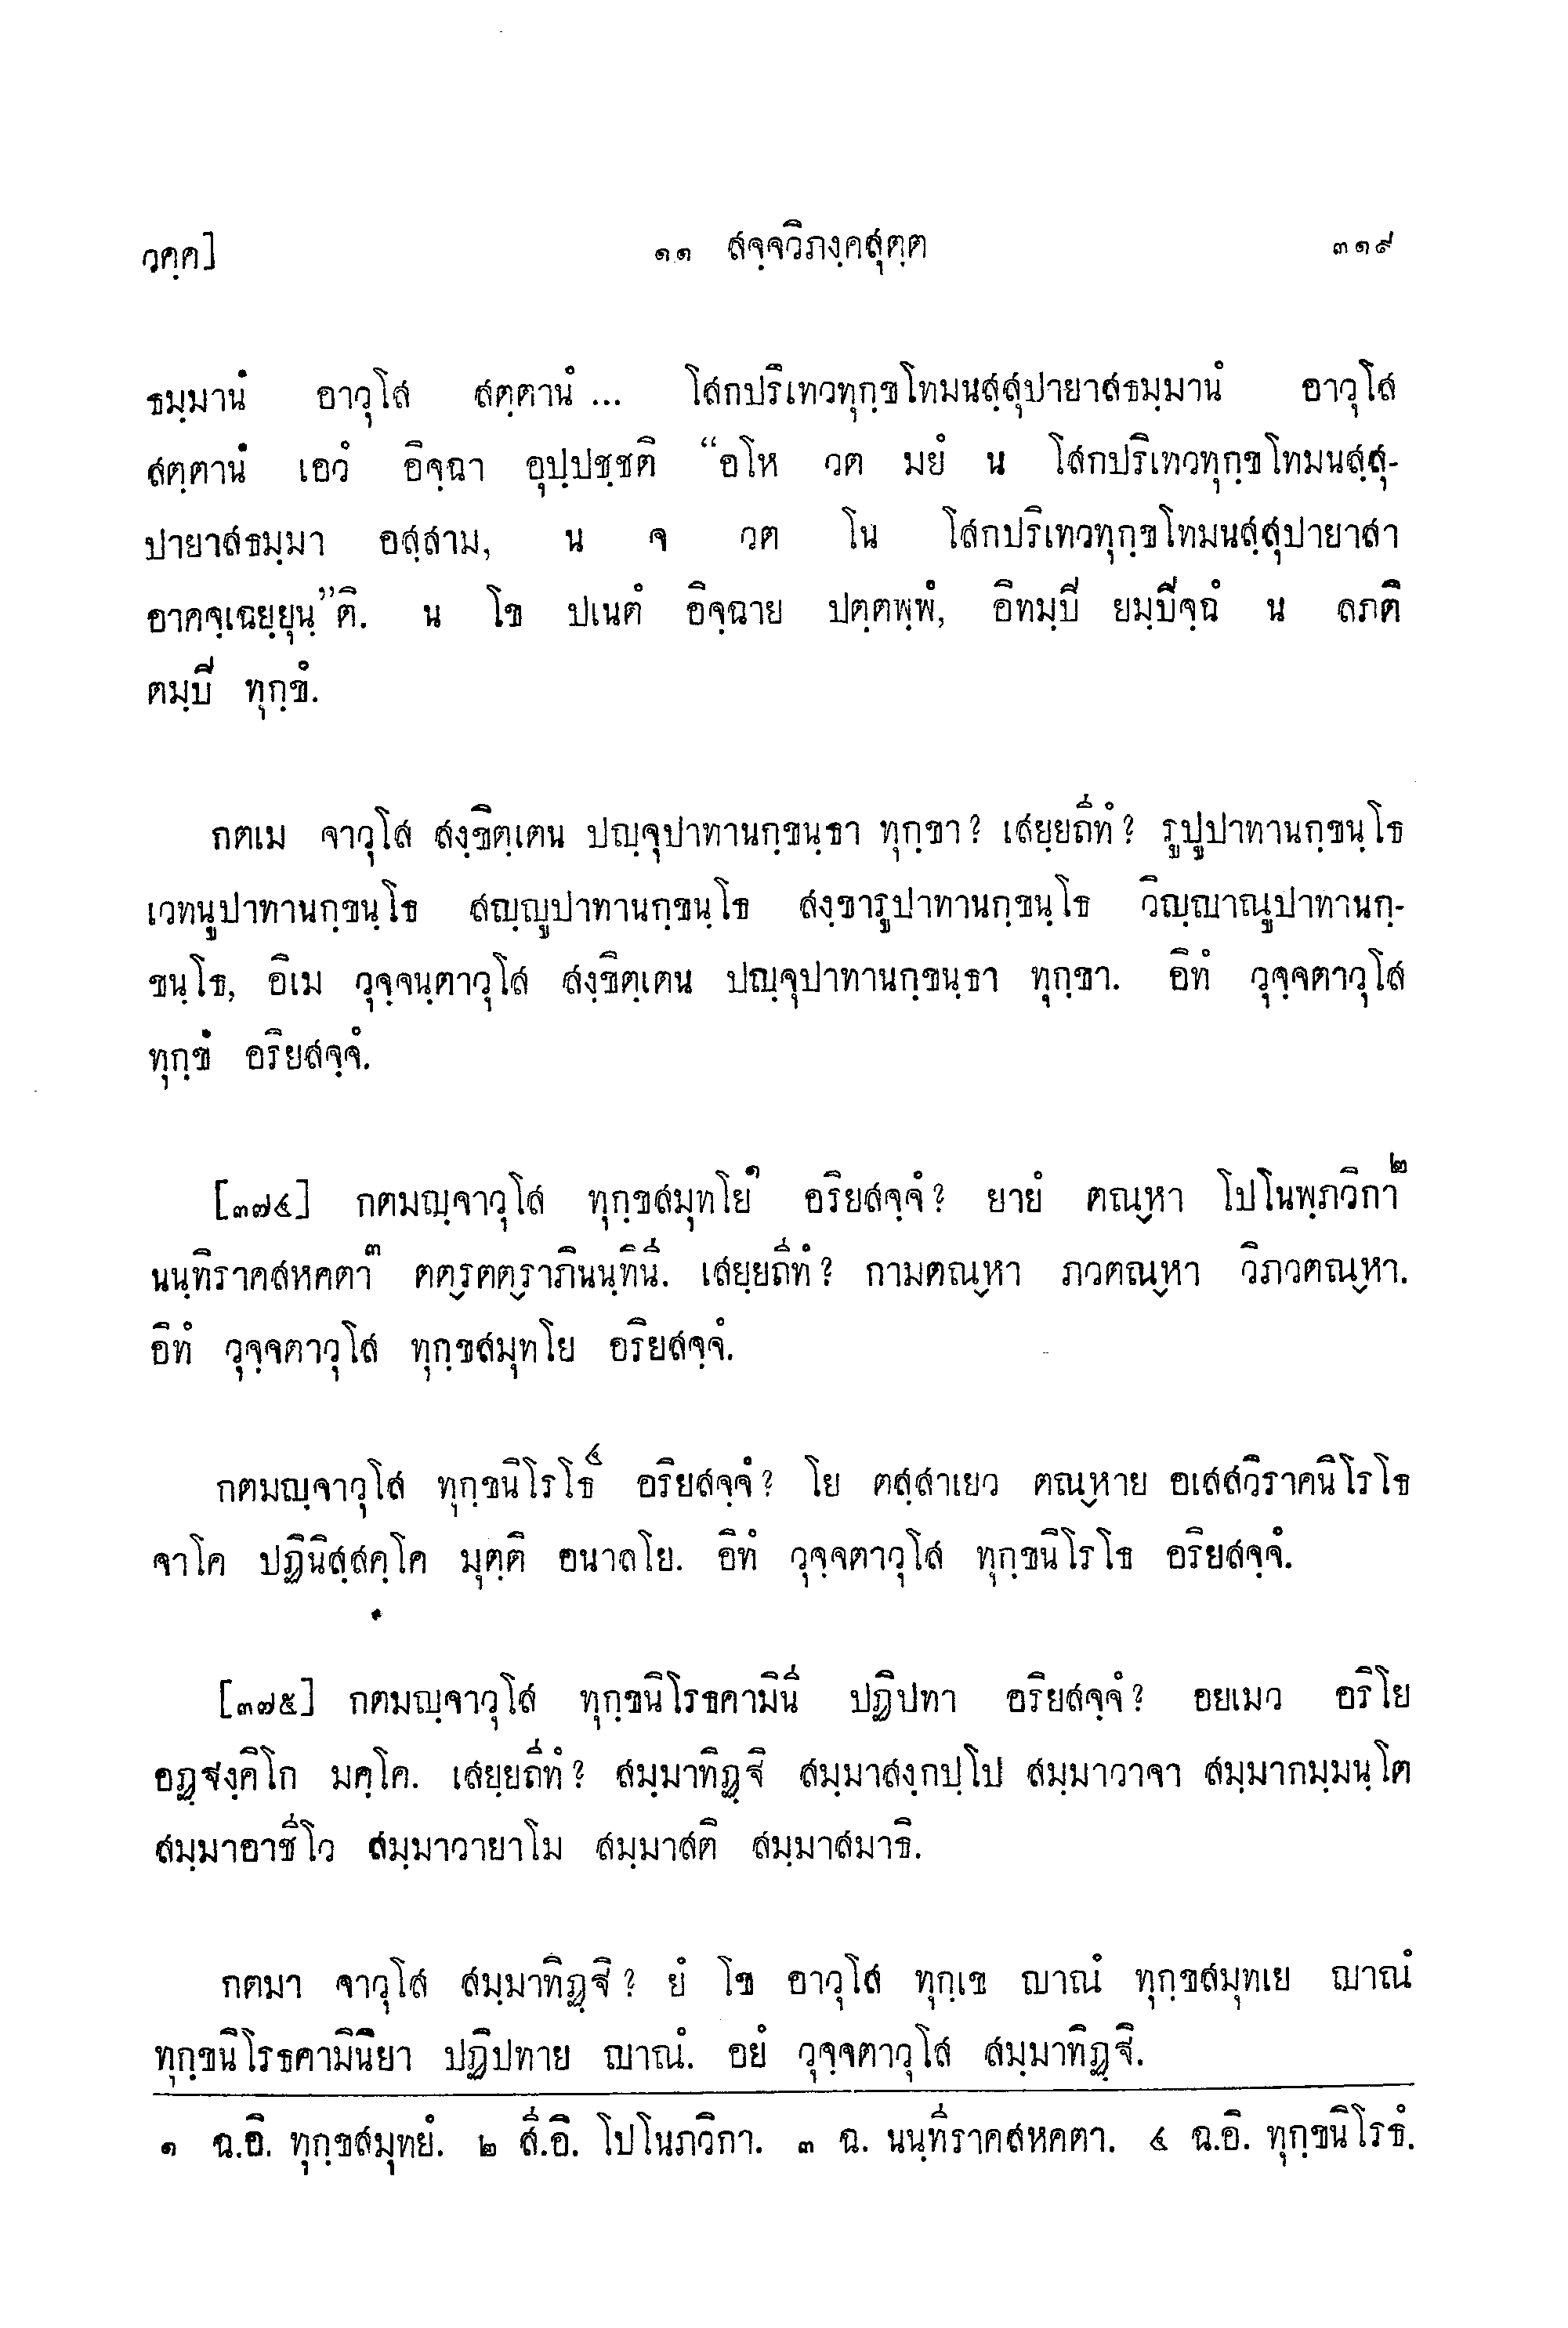 วคฺค] ๑๑ สจฺจวิภงฺคสุตฺต ๓๑๙
ธมฺมานํ อาวุโส สตฺตานํ ... โสกปริเทวทุกฺขโทมนสฺสุปายาสธมฺมานํ อาวุโส
สตฺตานํ เอวํ อิจฺฉา อุปฺปชฺชติ “อโห วต มยํ น โสกปริเทวทุกฺขโทมนสฺสุ-
ปายาสธมฺมา อสฺสาม, น จ วต โน โสกปริเทวทุกฺขโทมนสฺสุปายาสา
อาคจฺเฉยฺยุนฺ”ติ. น โข ปเนตํ อิจฺฉาย ปตฺตพฺพํ, อิทมฺปิ ยมฺปิจฺฉํ น ลภติ
ตมฺปิ ทุกฺขํ.
กตเม จาวุโส สงฺขิตฺเตน ปญฺจุปาทานกฺขนฺธา ทุกฺขา? เสยฺยถีทํ? รูปูปาทานกฺขนฺโธ
เวทนูปาทานกฺขนฺโธ สญฺญูปาทานกฺขนฺโธ สงฺขารูปาทานกฺขนฺโธ วิญฺญาณูปาทานกฺ-
ขนฺโธ, อิเม วุจฺจนฺตาวุโส สงฺขิตฺเตน ปญฺจุปาทานกฺขนฺธา ทุกฺขา. อิทํ วุจฺจตาวุโส
ทุกฺขํ อริยสจฺจํ.
[๓๗๔] กตมญฺจาวุโส ทุกฺขสมุทโย๑ อริยสจฺจํ? ยายํ ตณฺหา โปโนพฺภวิกา๒
นนฺทิราคสหคตา๓ ตตฺรตตฺราภินนฺทินี. เสยฺยถีทํ? กามตณฺหา ภวตณฺหา วิภวตณฺหา.
อิทํ วุจฺจตาวุโส ทุกฺขสมุทโย อริยสจฺจํ.
กตมญฺจาวุโส ทุกฺขนิโรโธ๔ อริยสจฺจํ? โย ตสฺสาเยว ตณฺหาย อเสสวิราคนิโรโธ
จาโค ปฏินิสฺสคฺโค มุตฺติ อนาลโย. อิทํ วุจฺจตาวุโส ทุกฺขนิโรโธ อริยสจฺจํ.
[๓๗๕] กตมญฺจาวุโส ทุกฺขนิโรธคามินี ปฏิปทา อริยสจฺจํ? อยเมว อริโย
อฏฺฐงฺคิโก มคฺโค. เสยฺยถีทํ? สมฺมาทิฏฺฐิ สมฺมาสงฺกปฺโป สมฺมาวาจา สมฺมากมฺมนฺโต
สมฺมาอาชีโว สมฺมาวายาโม สมฺมาสติ สมฺมาสมาธิ.
กตมา จาวุโส สมฺมาทิฏฺฐิ? ยํ โข อาวุโส ทุกฺเข ญาณํ ทุกฺขสมุทเย ญาณํ
ทุกฺขนิโรธคามินิยา ปฏิปทาย ญาณํ. อยํ วุจฺจตาวุโส สมฺมาทิฏฺฐิ.
๑ ฉ.อิ. ทุกฺขสมุทยํ. ๒ สี.อิ. โปโนภวิกา. ๓ ฉ. นนฺทีราคสหคตา. ๔ ฉ.อิ. ทุกฺขนิโรธํ.